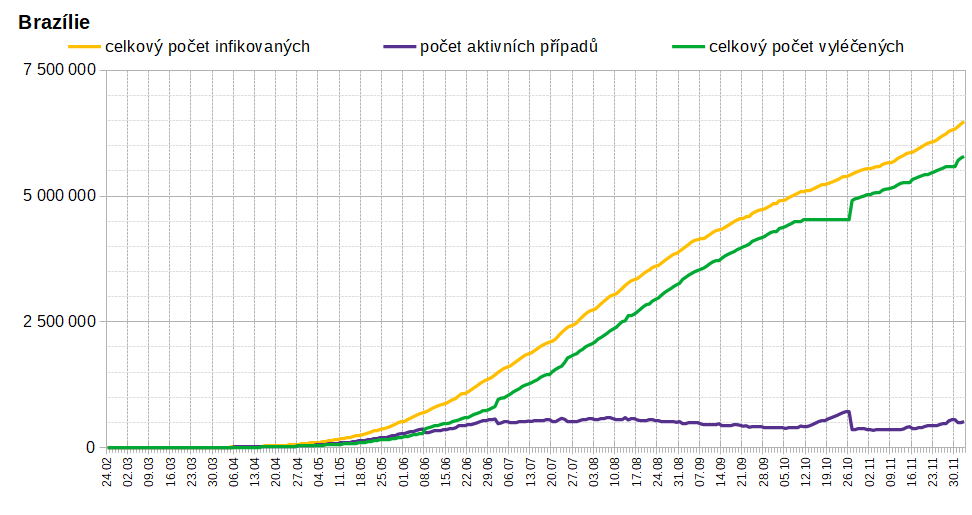 Brazílie
celkový počet infikovaných počet aktivních případů celkový počet vyléčených
7 500 000
5 000 000
2 500 000
0
24.02 02.03 09.03 16.03 23.03 30.03 06.04 13.04 20.04 27.04 04.05 11.05 18.05 25.05 01.06 08.06 15.06 22.06 29.06 06.07 13.07 20.07 27.07 03.08 10.08 17.08 24.08 31.08 07.09 14.09 21.09 28.09 05.10 12.10 19.10 26.10 02.11 09.11 16.11 23.11 30.11